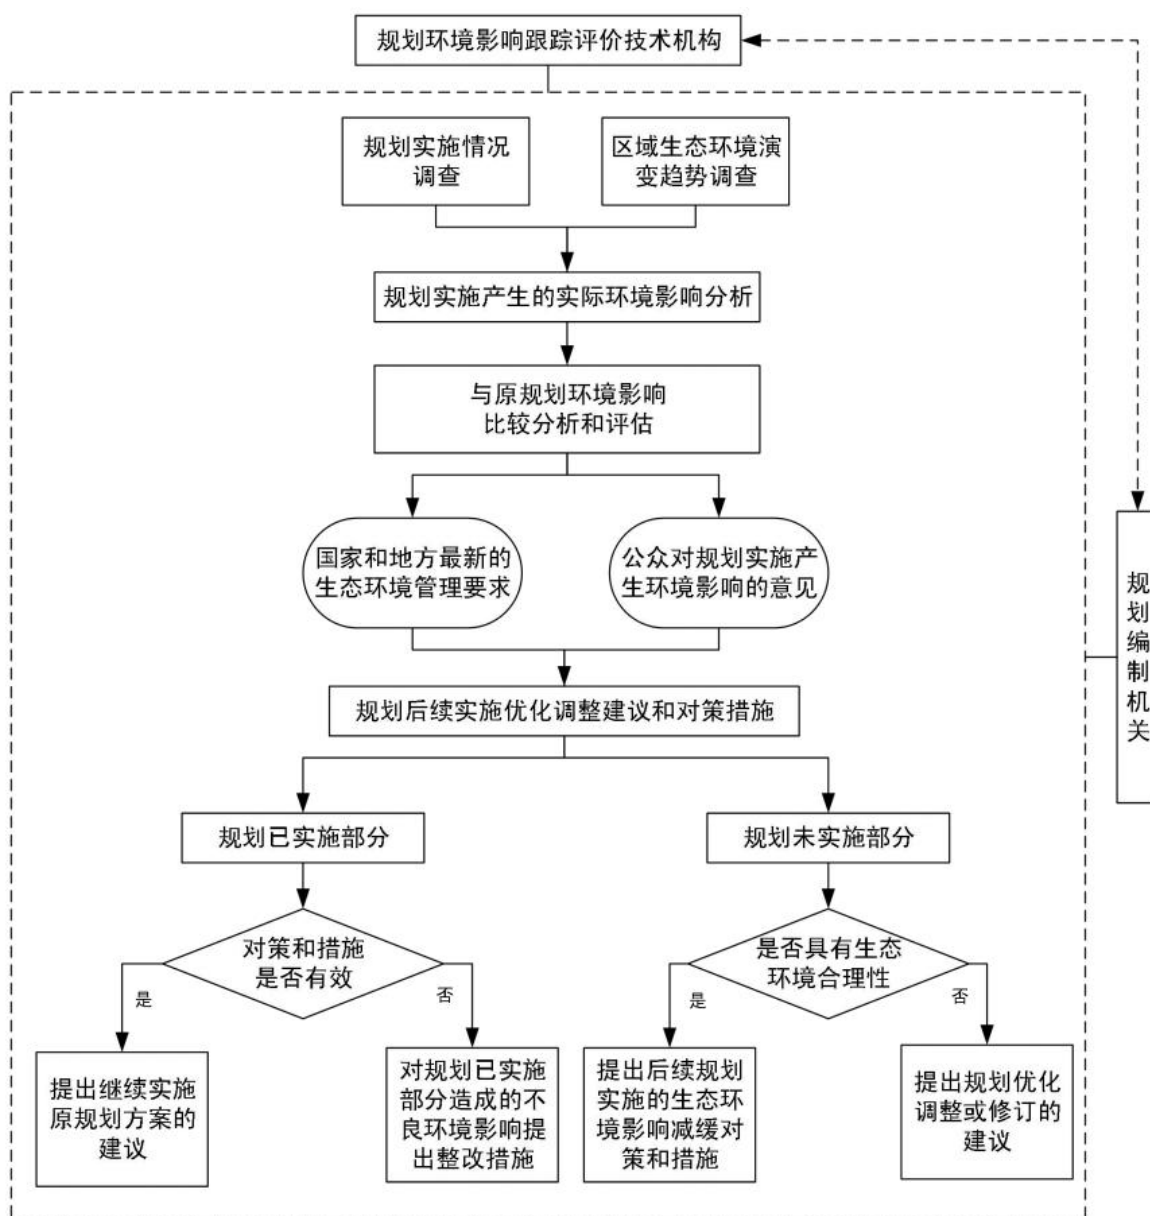 规划环境影响跟踪评价技术机构
规划实施情况
调查
区域生态环境演
变趋势调查
规划实施产生的实际环境影响分析
与原规划环境影响
比较分析和评估
国家和地方最新的
生态环境管理要求
公众对规划实施产
生环境影响的意见
规划编制机关
规划后续实施优化调整建议和对策措施
规划已实施部分
规划未实施部分
对策和措施
是否有效
是否具有生态
环境合理性
是
否
是
否
提出继续实施
原规划方案的
建议
对规划已实施
部分造成的不
良环境影响提
出整改措施
提出后续规划
实施的生态环
境影响减缓对
策和措施
提出规划优化
调整或修订的
建议